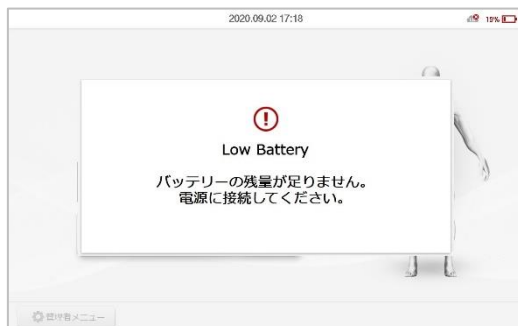 2020.09.02 17:18
19%
Low Battery
バッテリーの残量が足りません。
電源に接続してください。
管理者メニュー